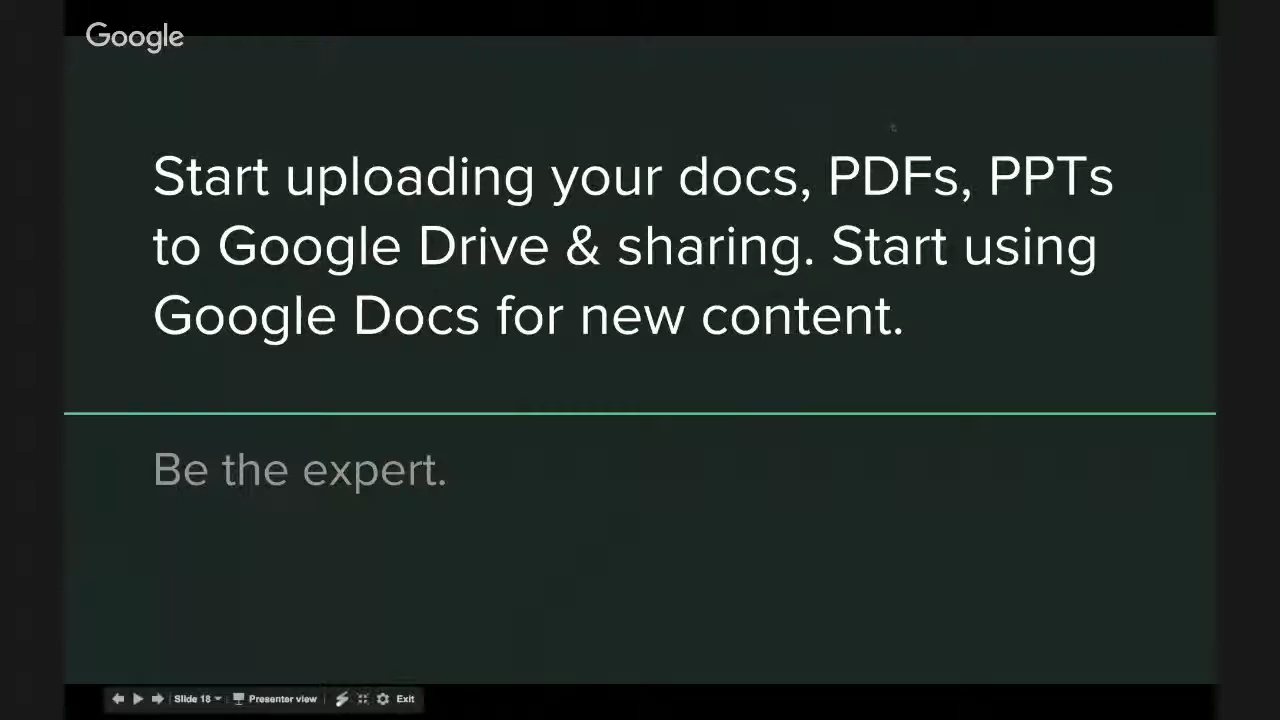 Google
Start uploading your docs, PDFs, PPTs
to Google Drive & sharing. Start using
Google Docs for new content.
Be the expert.
Slide 18 Presenter view Exit